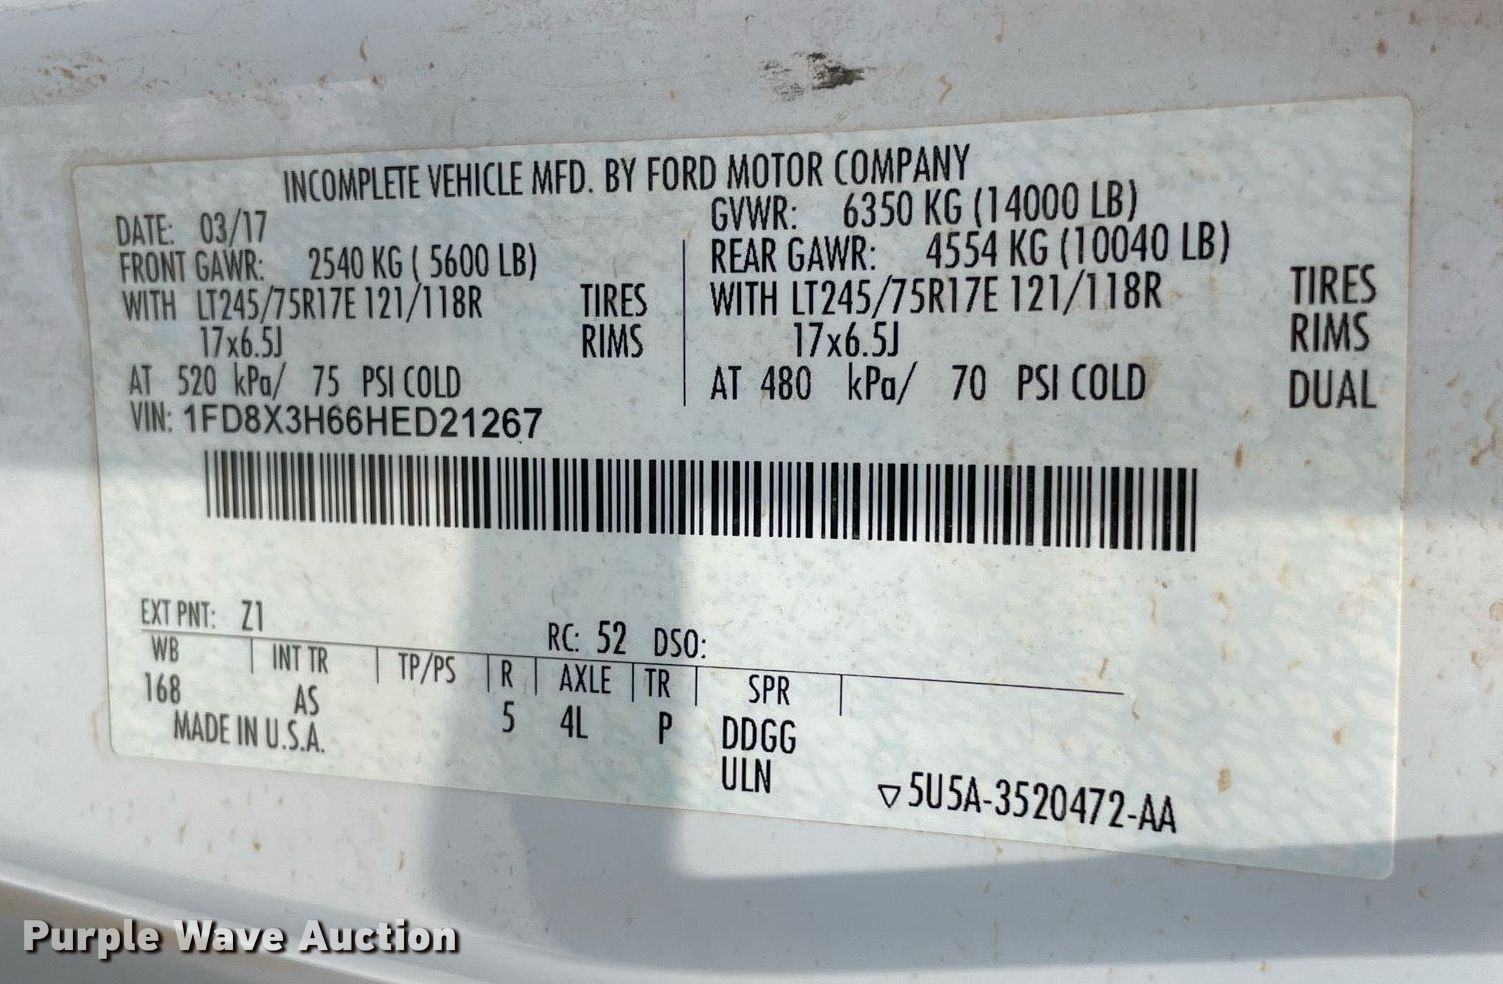 INCOMPLETE VEHICLE MFD. BY FORD MOTOR COMPANY
DATE: 03/17
GVWR: 6350 KG (14000 LB)
FRONT GAWR: 2540 KG ( 5600 LB)
REAR GAWR: 4554 KG (10040 LB)
WITH LT245/75R17E 121/118R TIRES
WITH LT245/75R17E 121/118R TIRES
17x6.5J RIMS
17x6.5J RIMS
AT 520 kPa/ 75 PSI COLD
AT 480 kPa/ 70 PSI COLD DUAL
VIN: 1FD8X3H66HED21267
EXT PNT: Z1
RC: 52 DSO:
WB | INT TR | TP/PS | R | AXLE | TR | SPR |
168 AS 5 4L P DDGG
MADE IN U.S.A. ULN
▽5U5A-3520472-AA
Purple Wave Auction